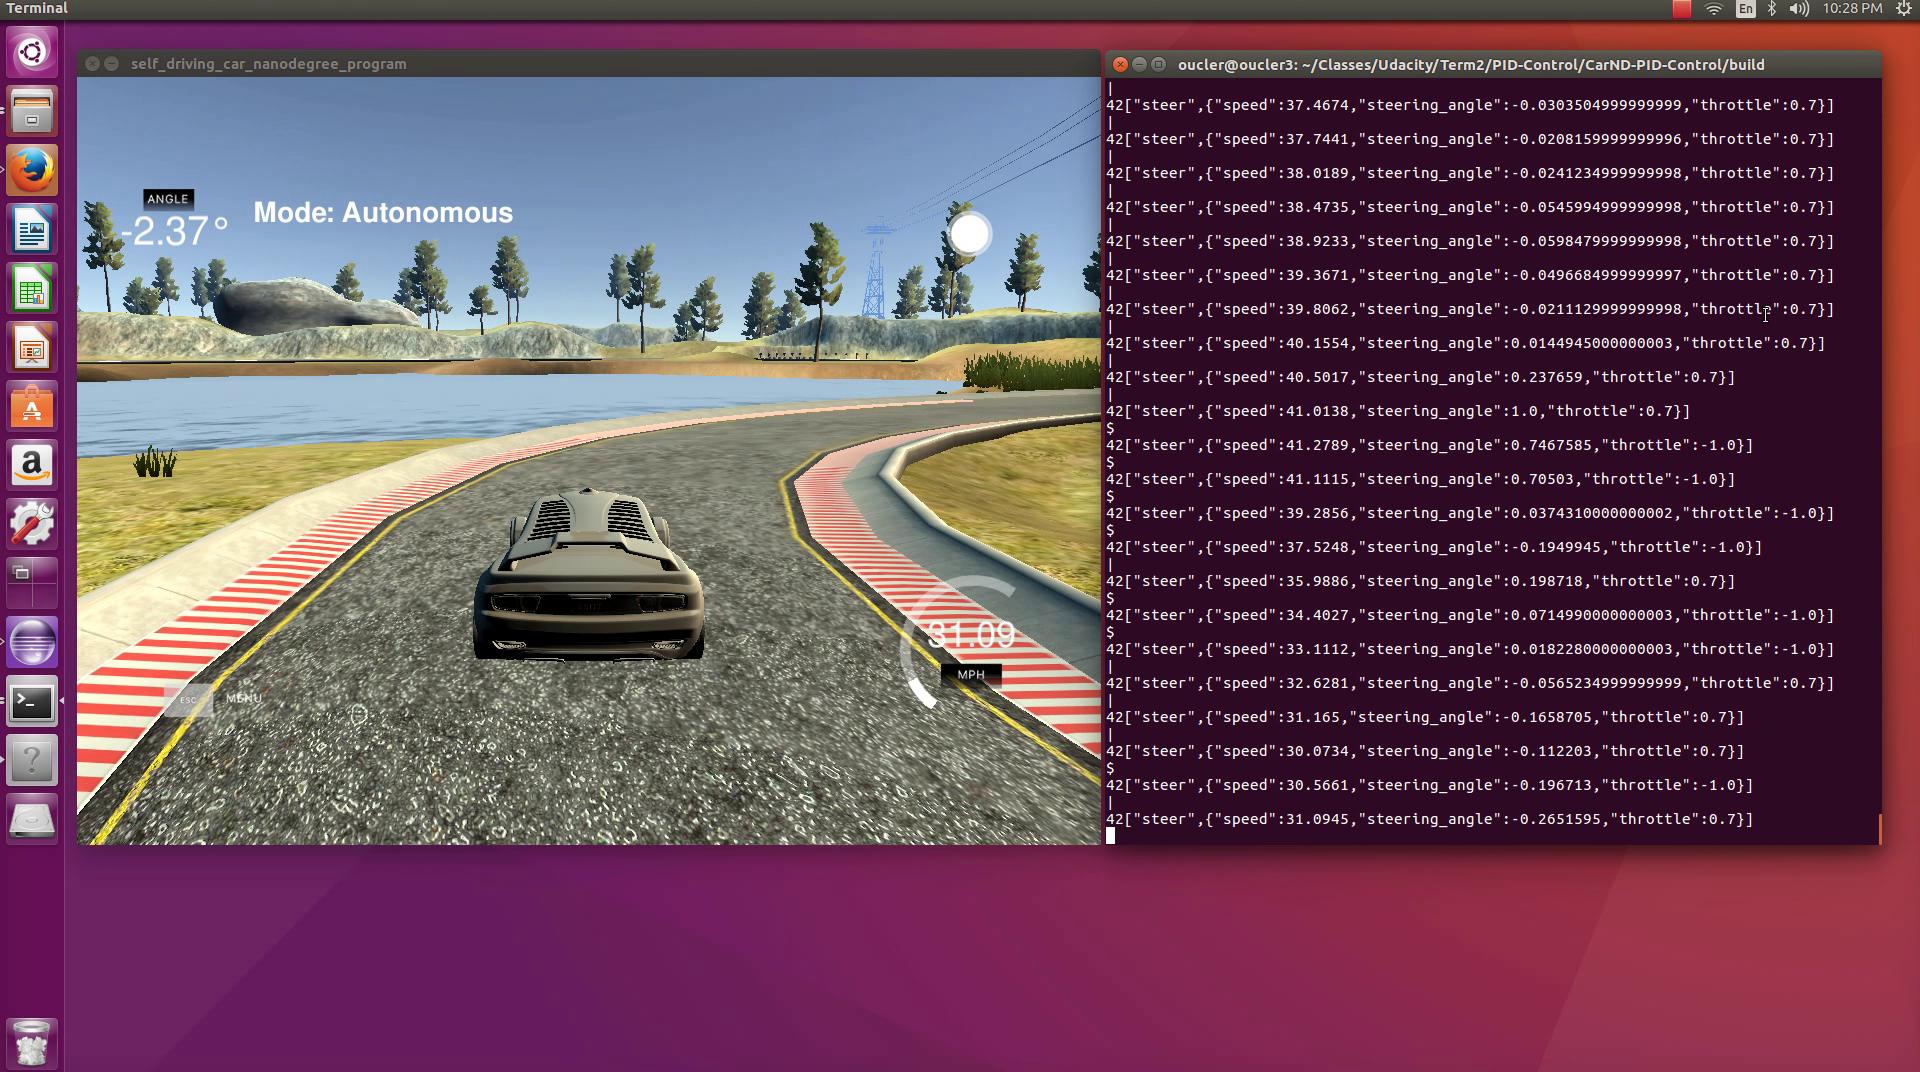 Terminal
En
10:28 PM
self_driving_car_nanodegree_program
ANGLE
-2.37°
Mode: Autonomous
31.09
MPH
ESC
MENU
oucler@oucler3: ~/Classes/Udacity/Term2/PID-Control/CarND-PID-Control/build
|
42["steer",{"speed":37.4674,"steering_angle":-0.0303504999999999,"throttle":0.7}]
|
42["steer",{"speed":37.7441,"steering_angle":-0.0208159999999996,"throttle":0.7}]
|
42["steer",{"speed":38.0189,"steering_angle":-0.0241234999999998,"throttle":0.7}]
|
42["steer",{"speed":38.4735,"steering_angle":-0.0545994999999998,"throttle":0.7}]
|
42["steer",{"speed":38.9233,"steering_angle":-0.0598479999999998,"throttle":0.7}]
|
42["steer",{"speed":39.3671,"steering_angle":-0.0496684999999997,"throttle":0.7}]
|
42["steer",{"speed":39.8062,"steering_angle":-0.0211129999999998,"throttle":0.7}]
|
42["steer",{"speed":40.1554,"steering_angle":0.0144945000000003,"throttle":0.7}]
|
42["steer",{"speed":40.5017,"steering_angle":0.237659,"throttle":0.7}]
|
42["steer",{"speed":41.0138,"steering_angle":1.0,"throttle":0.7}]
$
42["steer",{"speed":41.2789,"steering_angle":0.7467585,"throttle":-1.0}]
$
42["steer",{"speed":41.1115,"steering_angle":0.70503,"throttle":-1.0}]
$
42["steer",{"speed":39.2856,"steering_angle":0.0374310000000002,"throttle":-1.0}]
$
42["steer",{"speed":37.5248,"steering_angle":-0.1949945,"throttle":-1.0}]
|
42["steer",{"speed":35.9886,"steering_angle":0.198718,"throttle":0.7}]
$
42["steer",{"speed":34.4027,"steering_angle":0.0714990000000003,"throttle":-1.0}]
$
42["steer",{"speed":33.1112,"steering_angle":0.0182280000000003,"throttle":-1.0}]
|
42["steer",{"speed":32.6281,"steering_angle":-0.0565234999999999,"throttle":0.7}]
|
42["steer",{"speed":31.165,"steering_angle":-0.1658705,"throttle":0.7}]
|
42["steer",{"speed":30.0734,"steering_angle":-0.112203,"throttle":0.7}]
$
42["steer",{"speed":30.5661,"steering_angle":-0.196713,"throttle":-1.0}]
|
42["steer",{"speed":31.0945,"steering_angle":-0.2651595,"throttle":0.7}]